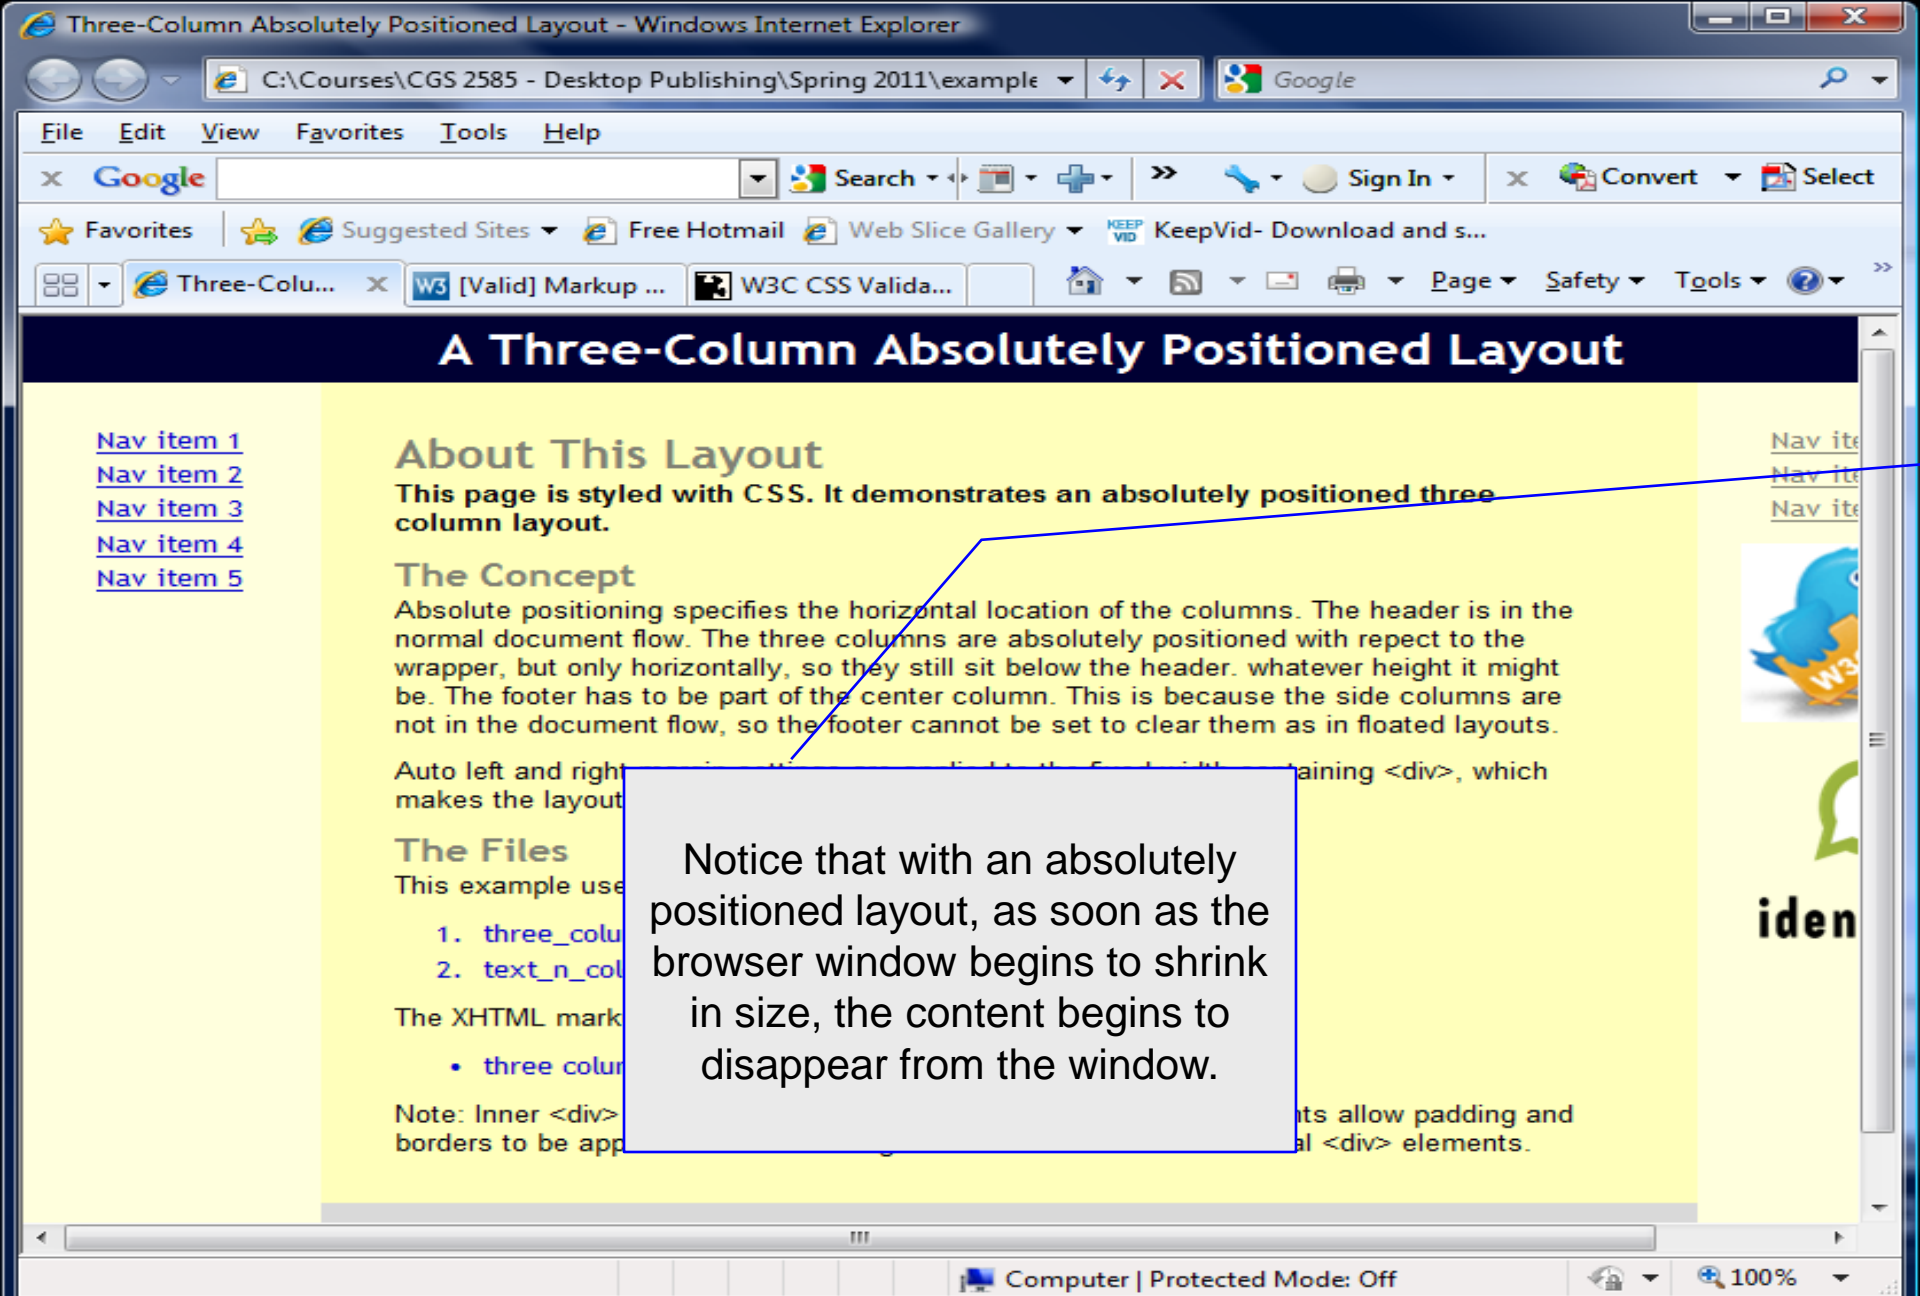 Three-Column Absolutely Positioned Layout - Windows Internet Explorer
C:\Courses\CGS 2585 - Desktop Publishing\Spring 2011\example
Google
File Edit View Favorites Tools Help
x Google Search » Sign In x Convert Select
Favorites Suggested Sites Free Hotmail Web Slice Gallery KEEP VID KeepVid- Download and s...
Three-Colu... x W3 [Valid] Markup ... W3C CSS Valida... Page Safety Tools »
A Three-Column Absolutely Positioned Layout
Nav item 1
Nav item 2
Nav item 3
Nav item 4
Nav item 5
About This Layout
This page is styled with CSS. It demonstrates an absolutely positioned three
column layout.
The Concept
Absolute positioning specifies the horizontal location of the columns. The header is in the
normal document flow. The three columns are absolutely positioned with repect to the
wrapper, but only horizontally, so they still sit below the header. whatever height it might
be. The footer has to be part of the center column. This is because the side columns are
not in the document flow, so the footer cannot be set to clear them as in floated layouts.
Auto left and right aining <div>, which
makes the layout
The Files
This example use
1. three_colu
2. text_n_col
The XHTML mark
• three colum
Note: Inner <div> ts allow padding and
borders to be app al <div> elements.
Nav ite
Nav ite
Nav ite
W3
iden
Notice that with an absolutely
positioned layout, as soon as the
browser window begins to shrink
in size, the content begins to
disappear from the window.
Computer | Protected Mode: Off 100%